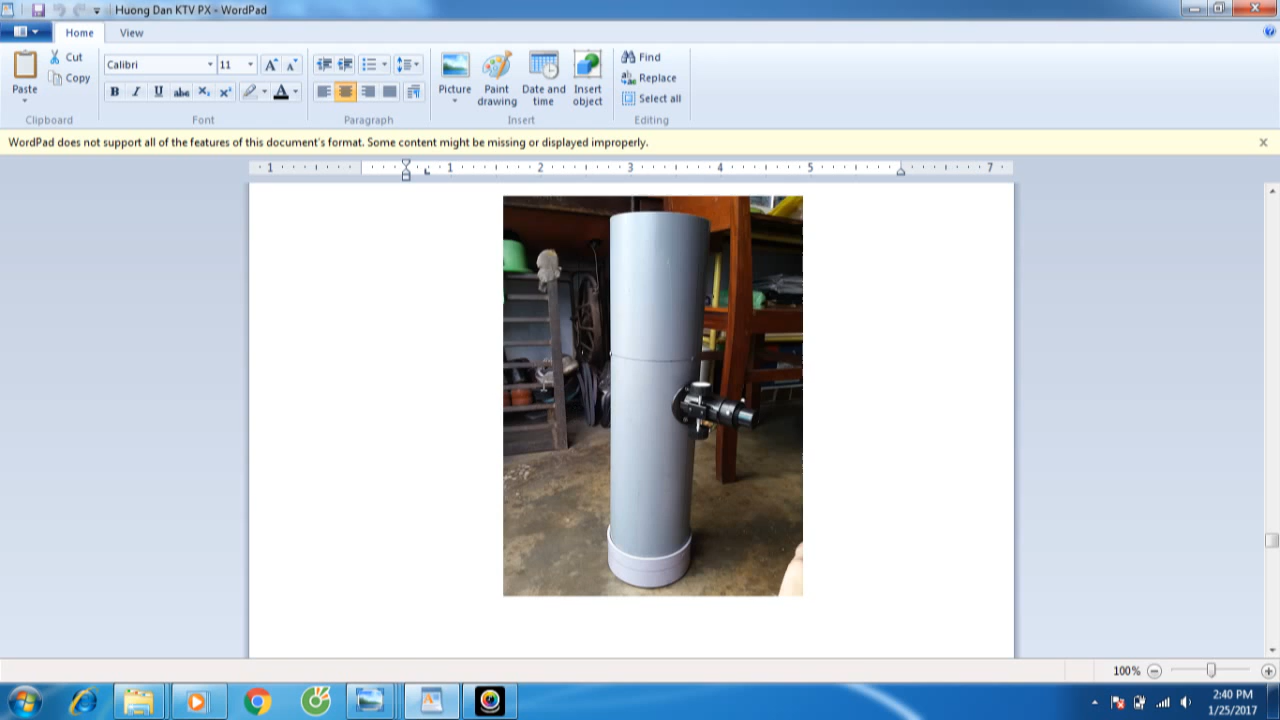 Huong Dan KTV PX - WordPad
Home View
Cut
Copy
Paste
Clipboard
Calibri 11
B I U abc X₂ X²
A A A
Font
Paragraph
Picture
Paint drawing
Date and time
Insert object
Insert
Find
Replace
Select all
Editing
WordPad does not support all of the features of this document's format. Some content might be missing or displayed improperly.
1 1 2 3 4 5 7
100%
2:40 PM
1/25/2017